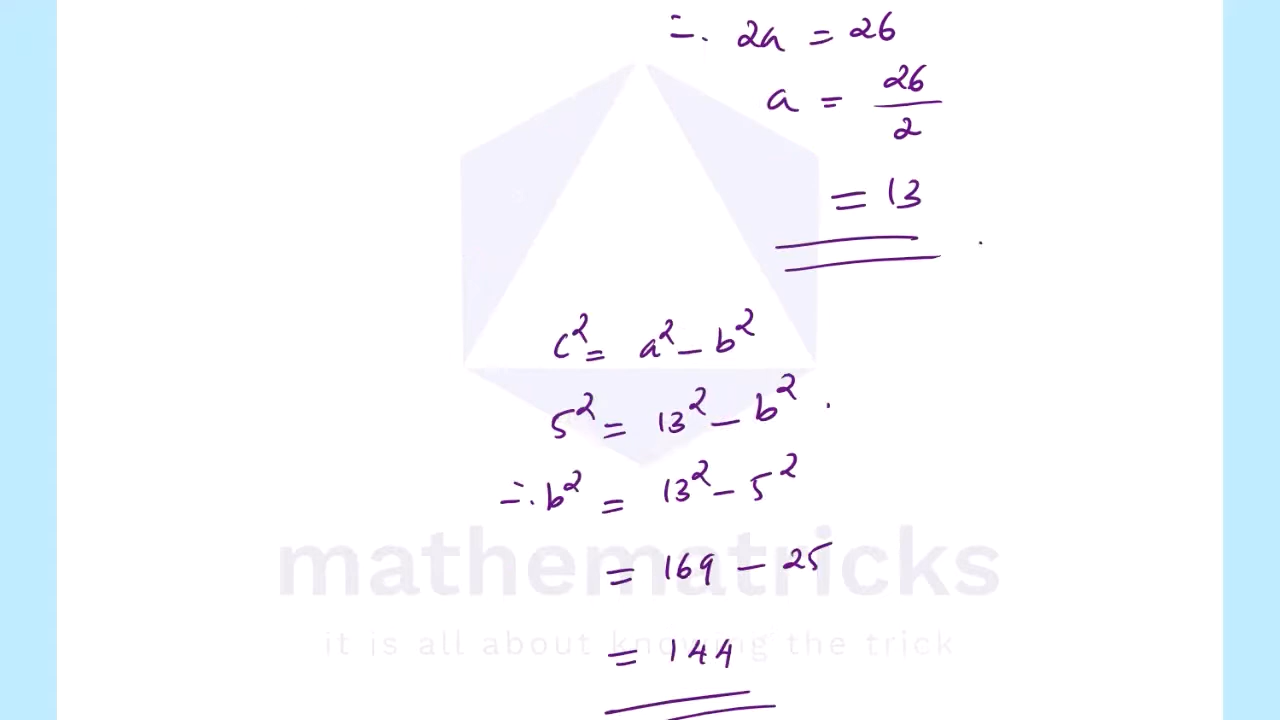 ∴ 2a = 26
a = 26/2
= 13
c² = a² – b²
5² = 13² – b²
∴ b² = 13² – 5²
mathematricks
= 169 – 25
it is all about knowing the trick
= 144